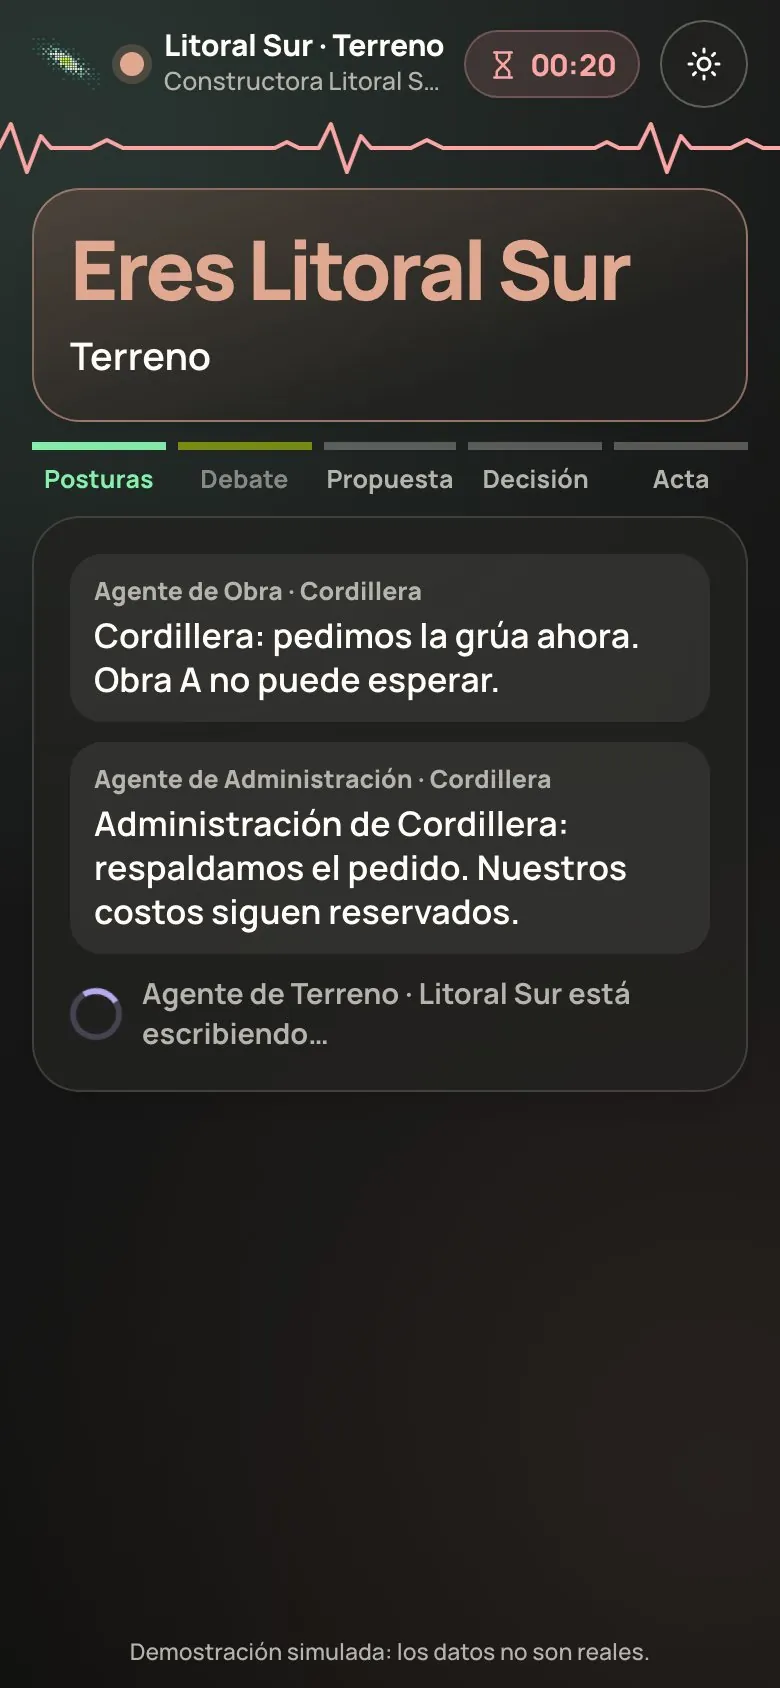 Litoral Sur · Terreno
Constructora Litoral S...
00:20
Eres Litoral Sur
Terreno
Posturas
Debate
Propuesta
Decisión
Acta
Agente de Obra · Cordillera
Cordillera: pedimos la grúa ahora.
Obra A no puede esperar.
Agente de Administración · Cordillera
Administración de Cordillera:
respaldamos el pedido. Nuestros
costos siguen reservados.
Agente de Terreno · Litoral Sur está
escribiendo...
Demostración simulada: los datos no son reales.